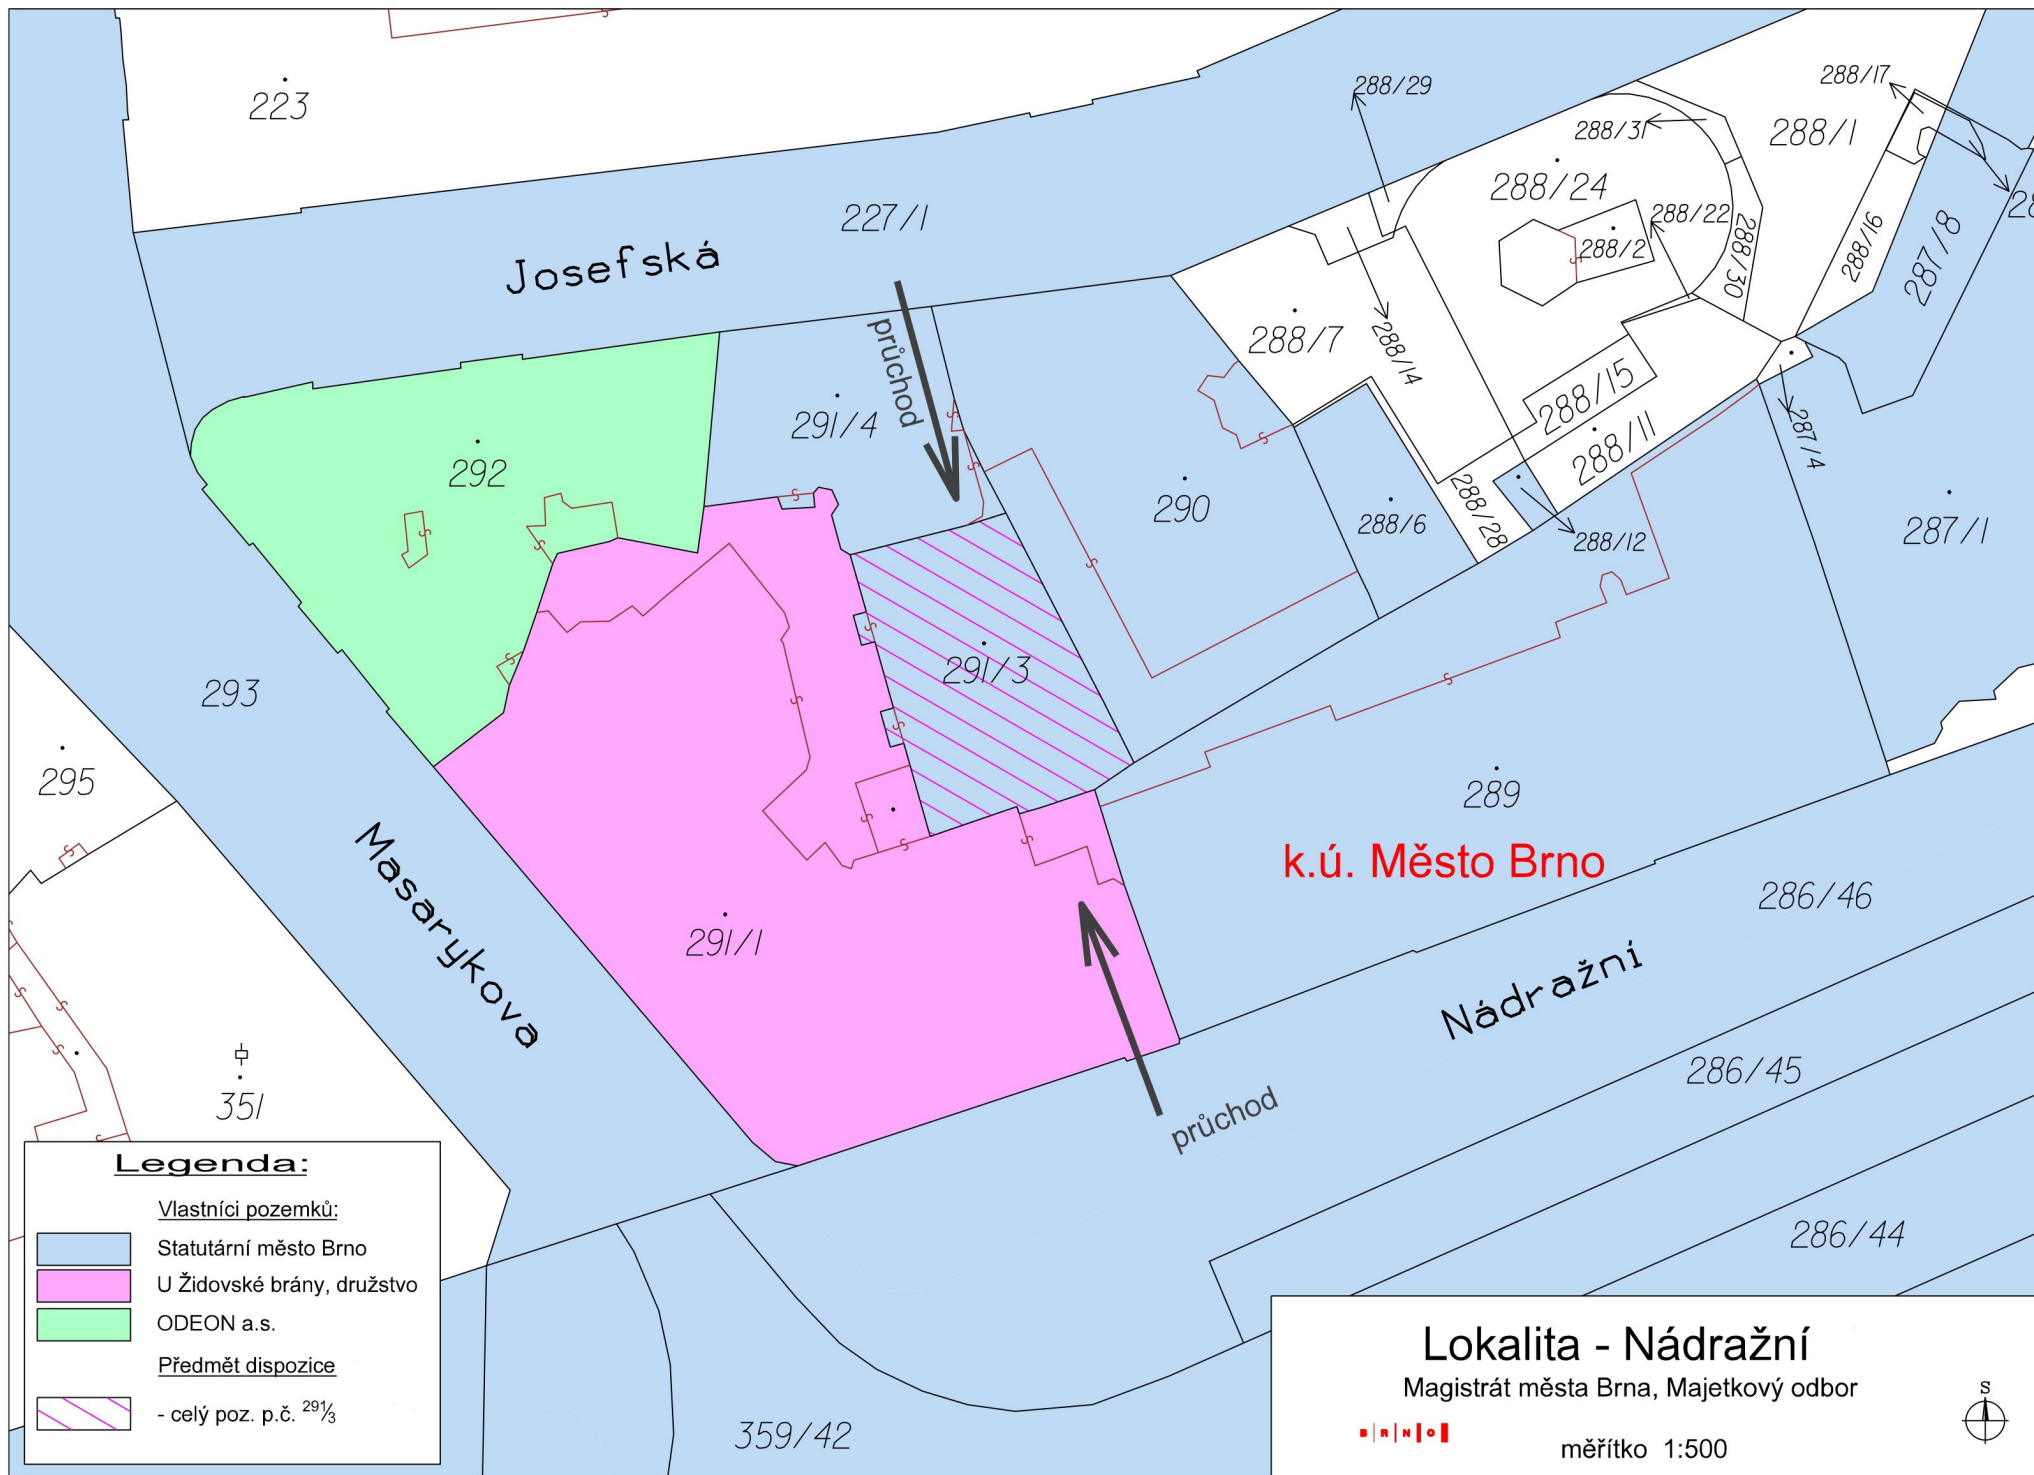 223
227/1
Josefská
288/29
288/31
288/17
288/1
288/24
288/22
288/2
288/30
288/16
287/8
288/7
288/14
288/15
288/11
287/4
průchod
291/4
292
290
288/6
288/28
288/12
287/1
291/3
293
295
289
k.ú. Město Brno
Masarykova
291/1
286/46
Nádražní
286/45
351
průchod
286/44
359/42
Legenda:
Vlastníci pozemků:
Statutární město Brno
U Židovské brány, družstvo
ODEON a.s.
Předmět dispozice
- celý poz. p.č. 291/3
Lokalita - Nádražní
Magistrát města Brna, Majetkový odbor
B R N O
měřítko 1:500
S